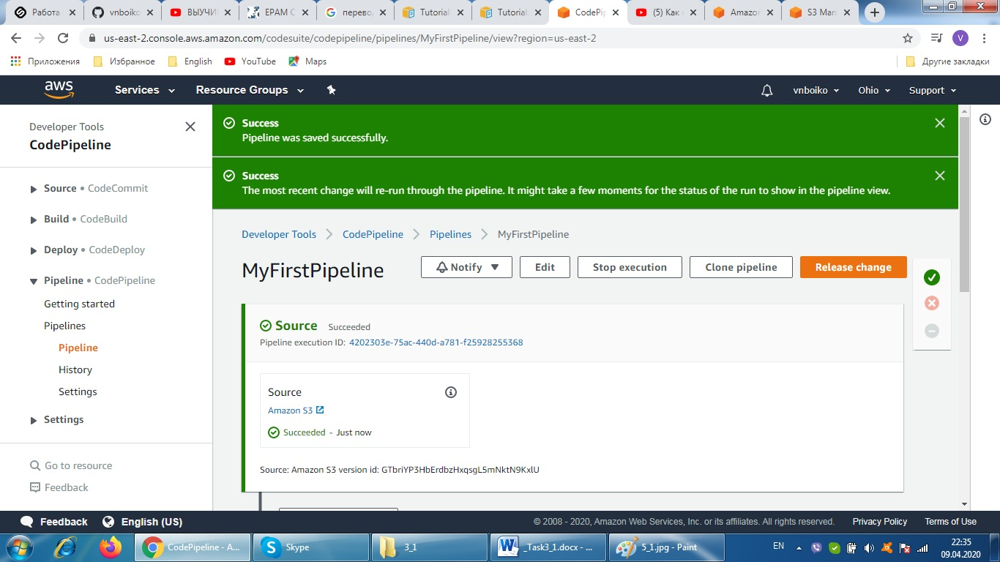 Работа
vnboiko
ВЫУЧИ
EPAM C
перево
Tutorial
Tutorial
CodePip
(5) Как
Amazon
S3 Man
us-east-2.console.aws.amazon.com/codesuite/codepipeline/pipelines/MyFirstPipeline/view?region=us-east-2
V
Приложения
Избранное
English
YouTube
Maps
Другие закладки
aws
Services
Resource Groups
vnboiko
Ohio
Support
Developer Tools
CodePipeline
Source • CodeCommit
Build • CodeBuild
Deploy • CodeDeploy
Pipeline • CodePipeline
Getting started
Pipelines
Pipeline
History
Settings
Settings
Go to resource
Feedback
Success
Pipeline was saved successfully.
Success
The most recent change will re-run through the pipeline. It might take a few moments for the status of the run to show in the pipeline view.
Developer Tools
CodePipeline
Pipelines
MyFirstPipeline
MyFirstPipeline
Notify
Edit
Stop execution
Clone pipeline
Release change
Source Succeeded
Pipeline execution ID: 4202303e-75ac-440d-a781-f25928255368
Source
Amazon S3
Succeeded - Just now
Source: Amazon S3 version id: GTbriYP3HbErdbzHxqsgL5mNktN9KxlU
Feedback
English (US)
© 2008 - 2020, Amazon Web Services, Inc. or its affiliates. All rights reserved.
Privacy Policy
Terms of Use
CodePipeline - A...
Skype
3_1
_Task3_1.docx - ...
5_1.jpg - Paint
EN
22:35
09.04.2020